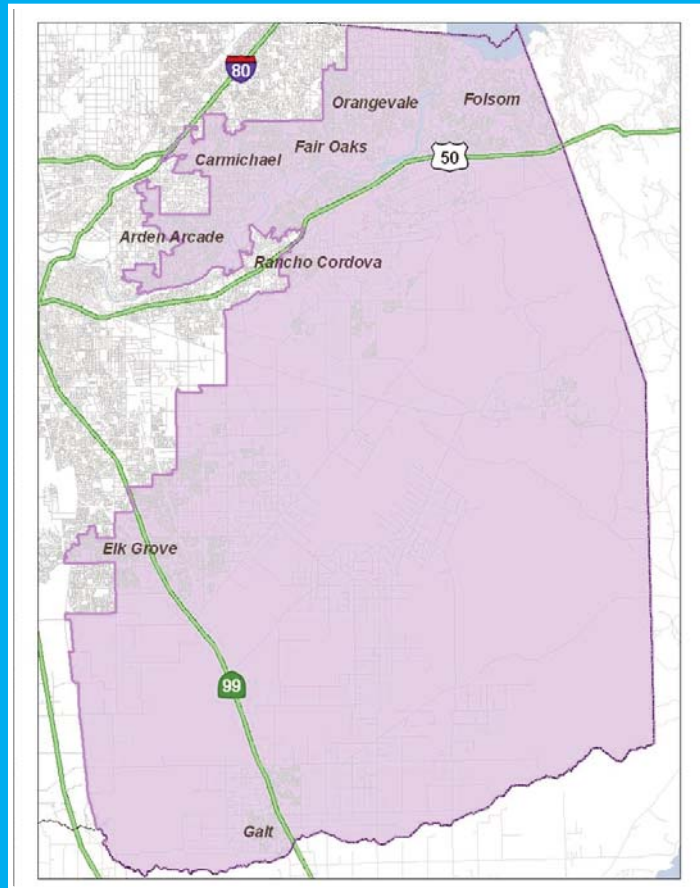 80
Orangevale
Folsom
Fair Oaks
50
Carmichael
Arden Arcade
Rancho Cordova
Elk Grove
99
Galt